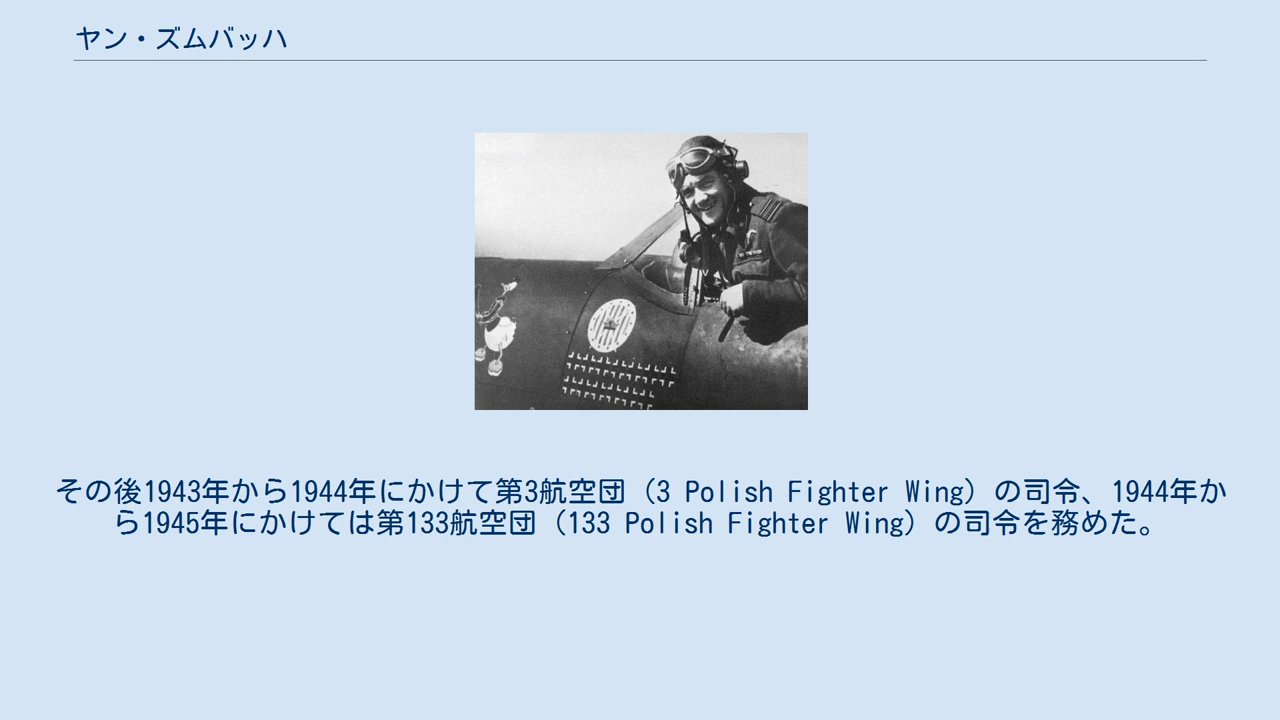 ヤン・ズムバッハ
その後1943年から1944年にかけて第3航空団（3 Polish Fighter Wing）の司令、1944年か
ら1945年にかけては第133航空団（133 Polish Fighter Wing）の司令を務めた。